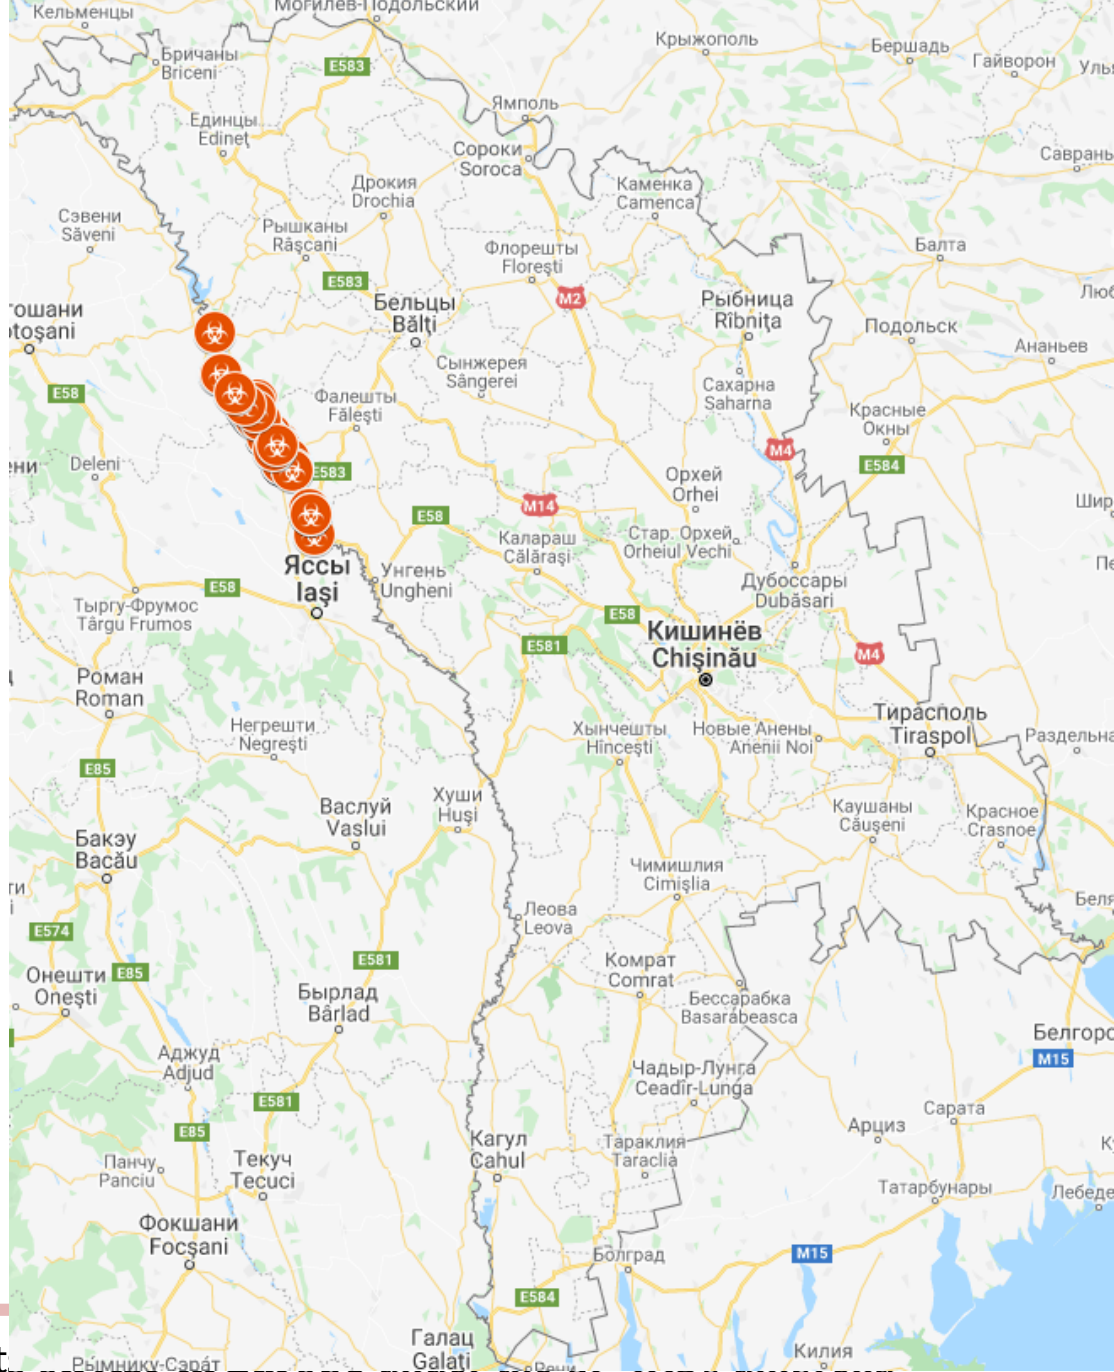 Кельменцы
Могилев-Подольский
Бричаны
Briceni
E583
Крыжополь
Бершадь
Гайворон
Единцы
Edineț
Ямполь
Сороки
Soroca
Дрокия
Drochia
Каменка
Camenca
Сэвени
Săveni
Рышканы
Râșcani
Флорешты
Florești
Балта
E583
Бельцы
Bălți
M2
Рыбница
Rîbnița
Подольск
Ананьев
E58
Сынжерея
Sângerei
Фалешты
Fălești
Сахарна
Saharna
Красные
Окны
Deleni
E583
M4
E584
Орхей
Orhei
M14
E58
Калараш
Călărași
Стар. Орхей
Orheiul Vechi
Яссы
Iași
Унгень
Ungheni
Дубоссары
Dubăsari
E58
Тыргу-Фрумос
Târgu Frumos
E58
Кишинёв
Chișinău
E581
M4
Роман
Roman
Негрешти
Negrești
Хынчешты
Hîncești
Новые Анены
Anenii Noi
Тирасполь
Tiraspol
E85
Васлуй
Vaslui
Хуши
Huși
Каушаны
Căușeni
Красное
Crasnoe
Бакэу
Bacău
Чимишлия
Cimișlia
Леова
Leova
E574
E85
E581
Онешти
Onești
Бырлад
Bârlad
Комрат
Comrat
Бессарабка
Basarabeasca
M15
Аджуд
Adjud
Чадыр-Лунга
Ceadîr-Lunga
E581
E85
Сарата
Арциз
Панчу
Panciu
Текуч
Tecuci
Кагул
Cahul
Тараклия
Taraclia
Татарбунары
Фокшани
Focșani
Болград
M15
E584
Галац
Galați
Килия